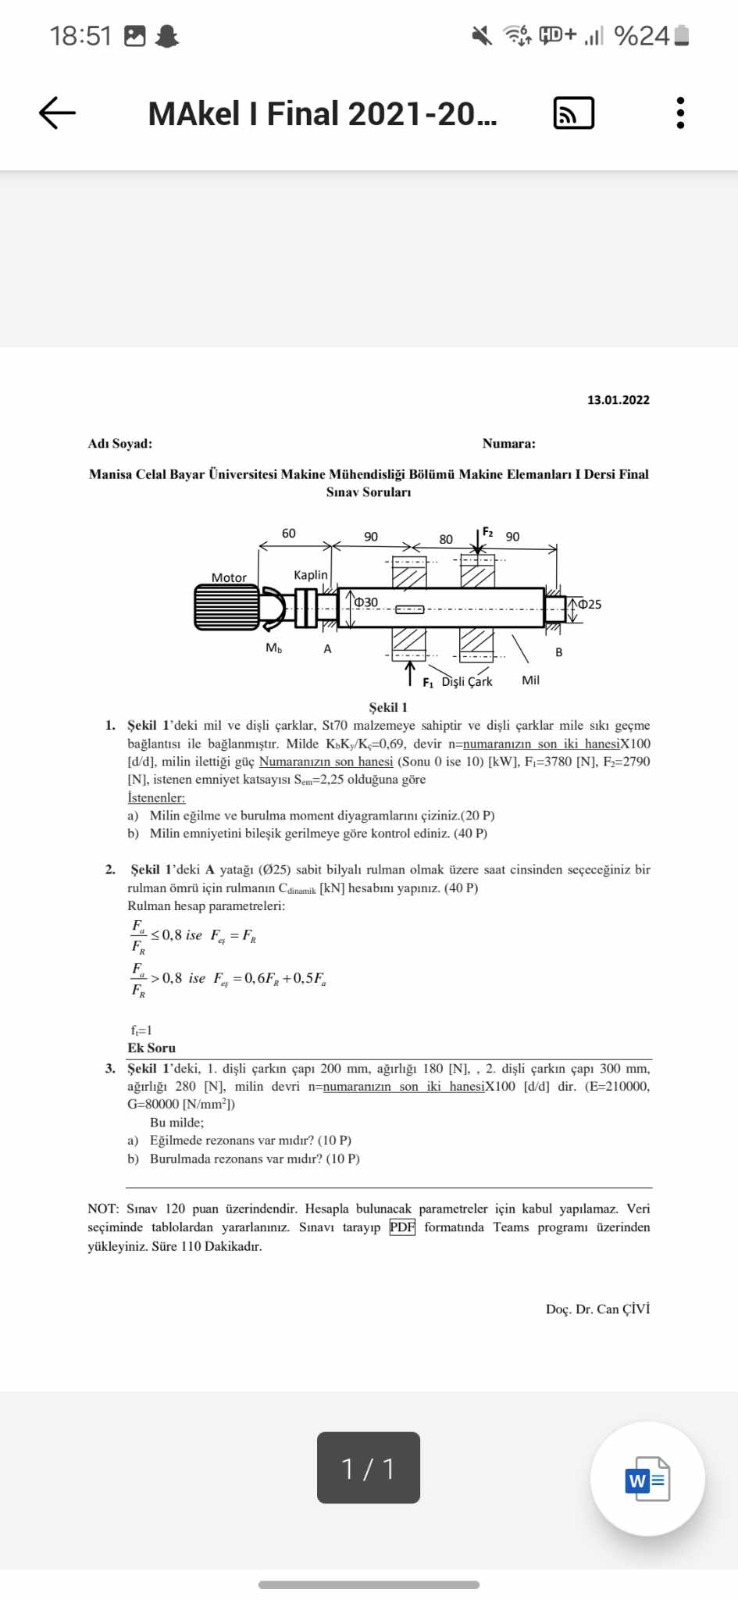 18:51 HD+ %24
MAkel I Final 2021-20...
13.01.2022
Adı Soyad: Numara:
Manisa Celal Bayar Üniversitesi Makine Mühendisliği Bölümü Makine Elemanları I Dersi Final
Sınav Soruları
60 90 80 F₂ 90
Motor Kaplin
Φ30 Φ25
M_b A B
F₁ Dişli Çark Mil
Şekil 1
1. Şekil 1'deki mil ve dişli çarklar, St70 malzemeye sahiptir ve dişli çarklar mile sıkı geçme
bağlantısı ile bağlanmıştır. Milde KbKy/Kç=0,69, devir n=numaranızın son iki hanesiX100
[d/d], milin ilettiği güç Numaranızın son hanesi (Sonu 0 ise 10) [kW], F₁=3780 [N], F₂=2790
[N], istenen emniyet katsayısı Sem=2,25 olduğuna göre
İstenenler:
a) Milin eğilme ve burulma moment diyagramlarını çiziniz.(20 P)
b) Milin emniyetini bileşik gerilmeye göre kontrol ediniz. (40 P)
2. Şekil 1'deki A yatağı (Ø25) sabit bilyalı rulman olmak üzere saat cinsinden seçeceğiniz bir
rulman ömrü için rulmanın Cdinamik [kN] hesabını yapınız. (40 P)
Rulman hesap parametreleri:
Fa/FR ≤ 0,8 ise Feş = FR
Fa/FR > 0,8 ise Feş = 0,6FR + 0,5Fa
ft=1
Ek Soru
3. Şekil 1'deki, 1. dişli çarkın çapı 200 mm, ağırlığı 180 [N], , 2. dişli çarkın çapı 300 mm,
ağırlığı 280 [N], milin devri n=numaranızın son iki hanesiX100 [d/d] dir. (E=210000,
G=80000 [N/mm²])
Bu milde;
a) Eğilmede rezonans var mıdır? (10 P)
b) Burulmada rezonans var mıdır? (10 P)
NOT: Sınav 120 puan üzerindendir. Hesapla bulunacak parametreler için kabul yapılamaz. Veri
seçiminde tablolardan yararlanınız. Sınavı tarayıp PDF formatında Teams programı üzerinden
yükleyiniz. Süre 110 Dakikadır.
Doç. Dr. Can ÇİVİ
1 / 1
W